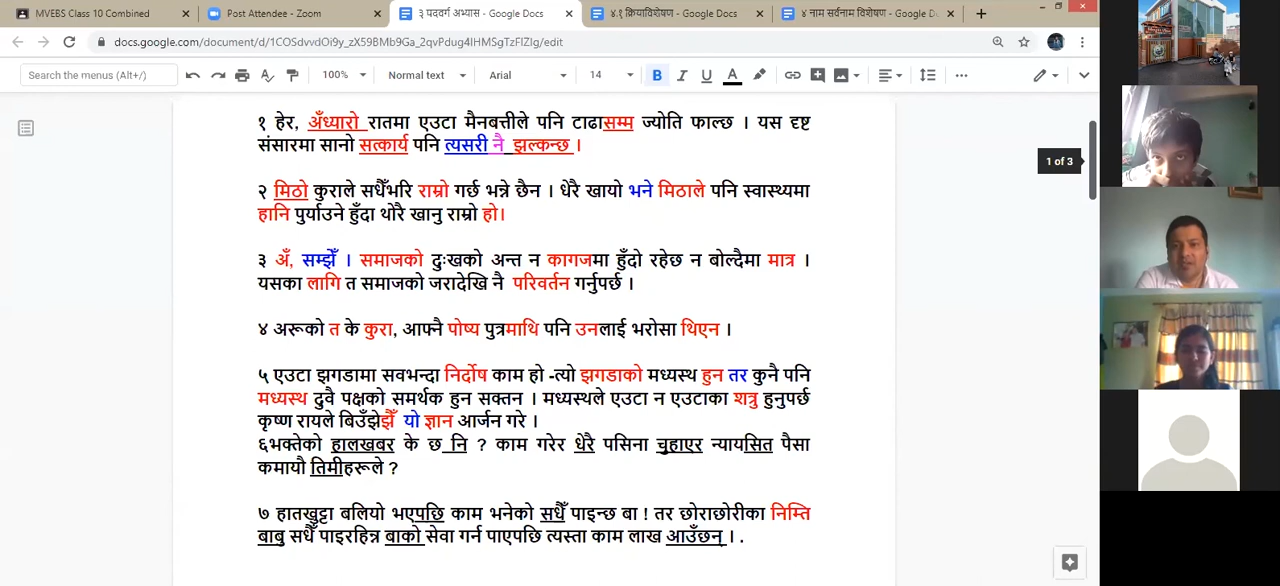 MVEBS Class 10 Combined
Post Attendee - Zoom
३ पदवर्ग अभ्यास - Google Docs
४.१ क्रियाविशेषण - Google Docs
४ नाम सर्वनाम विशेषण - Google D
docs.google.com/document/d/1COSdvvdOi9y_zX59BMb9Ga_2qvPdug4lHMSgTzFlZIg/edit
Search the menus (Alt+/)
100%
Normal text
Arial
14
B I U A
१ हेर, अँध्यारो रातमा एउटा मैनबत्तीले पनि टाढासम्म ज्योति फाल्छ । यस दृष्ट
संसारमा सानो सत्कार्य पनि त्यसरी नै झल्कन्छ ।
1 of 3
२ मिठो कुराले सधैँभरि राम्रो गर्छ भन्ने छैन । धेरै खायो भने मिठाले पनि स्वास्थ्यमा
हानि पुर्याउने हुँदा थोरै खानु राम्रो हो।
३ अँ, सम्झेँ । समाजको दुःखको अन्त न कागजमा हुँदो रहेछ न बोल्दैमा मात्र ।
यसका लागि त समाजको जरादेखि नै परिवर्तन गर्नुपर्छ ।
४ अरूको त के कुरा, आफ्नै पोष्य पुत्रमाथि पनि उनलाई भरोसा थिएन ।
५ एउटा झगडामा सवभन्दा निर्दोष काम हो -त्यो झगडाको मध्यस्थ हुन तर कुनै पनि
मध्यस्थ दुवै पक्षको समर्थक हुन सक्तन । मध्यस्थले एउटा न एउटाका शत्रु हुनुपर्छ
कृष्ण रायले बिउँझेझैँ यो ज्ञान आर्जन गरे ।
६भक्तेको हालखबर के छ नि ? काम गरेर धेरै पसिना चुहाएर न्यायसित पैसा
कमायौ तिमीहरूले ?
७ हातखुट्टा बलियो भएपछि काम भनेको सधैँ पाइन्छ बा ! तर छोराछोरीका निम्ति
बाबु सधैँ पाइरहिन्न बाको सेवा गर्न पाएपछि त्यस्ता काम लाख आउँछन् । .